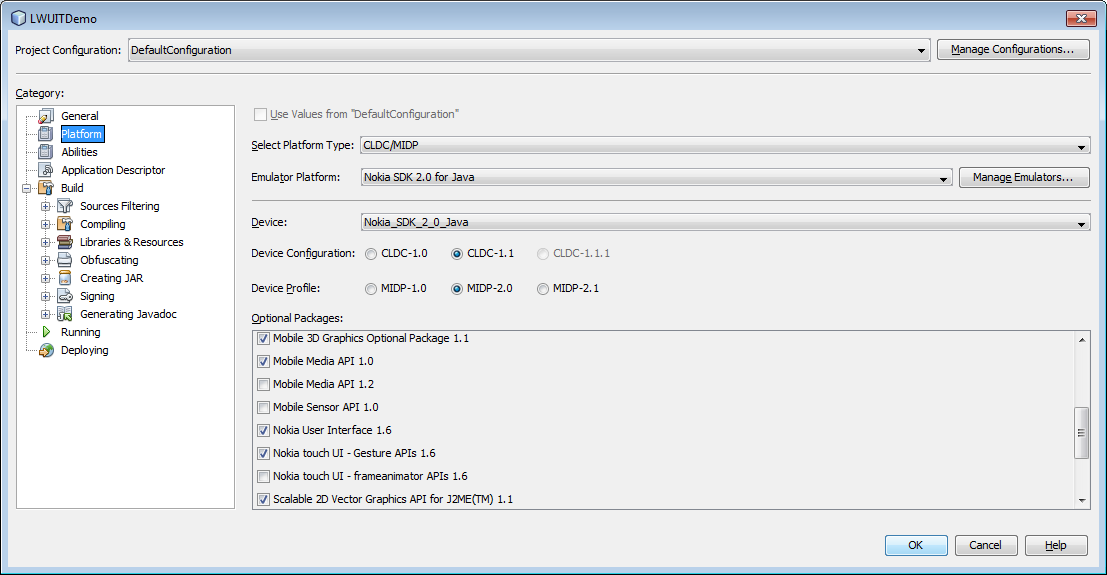 LWUITDemo
Project Configuration: DefaultConfiguration Manage Configurations...
Category:
General
Platform
Abilities
Application Descriptor
Build
Sources Filtering
Compiling
Libraries & Resources
Obfuscating
Creating JAR
Signing
Generating Javadoc
Running
Deploying
Use Values from "DefaultConfiguration"
Select Platform Type: CLDC/MIDP
Emulator Platform: Nokia SDK 2.0 for Java Manage Emulators...
Device: Nokia_SDK_2_0_Java
Device Configuration: CLDC-1.0 CLDC-1.1 CLDC-1.1.1
Device Profile: MIDP-1.0 MIDP-2.0 MIDP-2.1
Optional Packages:
Mobile 3D Graphics Optional Package 1.1
Mobile Media API 1.0
Mobile Media API 1.2
Mobile Sensor API 1.0
Nokia User Interface 1.6
Nokia touch UI - Gesture APIs 1.6
Nokia touch UI - frameanimator APIs 1.6
Scalable 2D Vector Graphics API for J2ME(TM) 1.1
OK Cancel Help